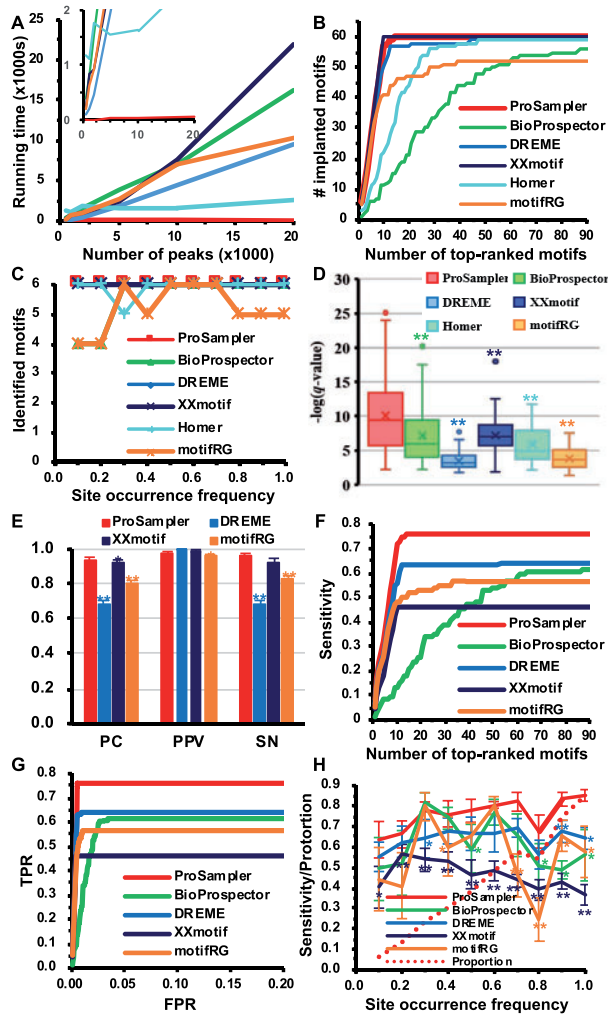 A
Running time (x1000s)
25
20
15
10
5
0
2
1
0
0 10 20
0 5 10 15 20
Number of peaks (x1000)
B
# implanted motifs
60
50
40
30
20
10
0
ProSampler
BioProspector
DREME
XXmotif
Homer
motifRG
0 10 20 30 40 50 60 70 80 90
Number of top-ranked motifs
C
Identified motifs
6
5
4
3
2
1
0
ProSampler
BioProspector
DREME
XXmotif
Homer
motifRG
0.0 0.2 0.4 0.6 0.8 1.0
Site occurrence frequency
D
-log(q-value)
30
25
20
15
10
5
0
ProSampler BioProspector
DREME XXmotif
Homer motifRG
** ** ** ** **
E
ProSampler DREME
XXmotif motifRG
1.0
0.8
0.6
0.4
0.2
0.0
** * ** * ** **
PC PPV SN
F
Sensitivity
0.8
0.7
0.6
0.5
0.4
0.3
0.2
0.1
0
ProSampler
BioProspector
DREME
XXmotif
motifRG
0 10 20 30 40 50 60 70 80 90
Number of top-ranked motifs
G
TPR
0.8
0.7
0.6
0.5
0.4
0.3
0.2
0.1
0.0
ProSampler
BioProspector
DREME
XXmotif
motifRG
0.00 0.05 0.10 0.15 0.20
FPR
H
Sensitivity/Protortion
0.9
0.8
0.7
0.6
0.5
0.4
0.3
0.2
0.1
0.0
ProSampler
BioProspector
DREME
XXmotif
motifRG
Proportion
0.0 0.2 0.4 0.6 0.8 1.0
Site occurrence frequency